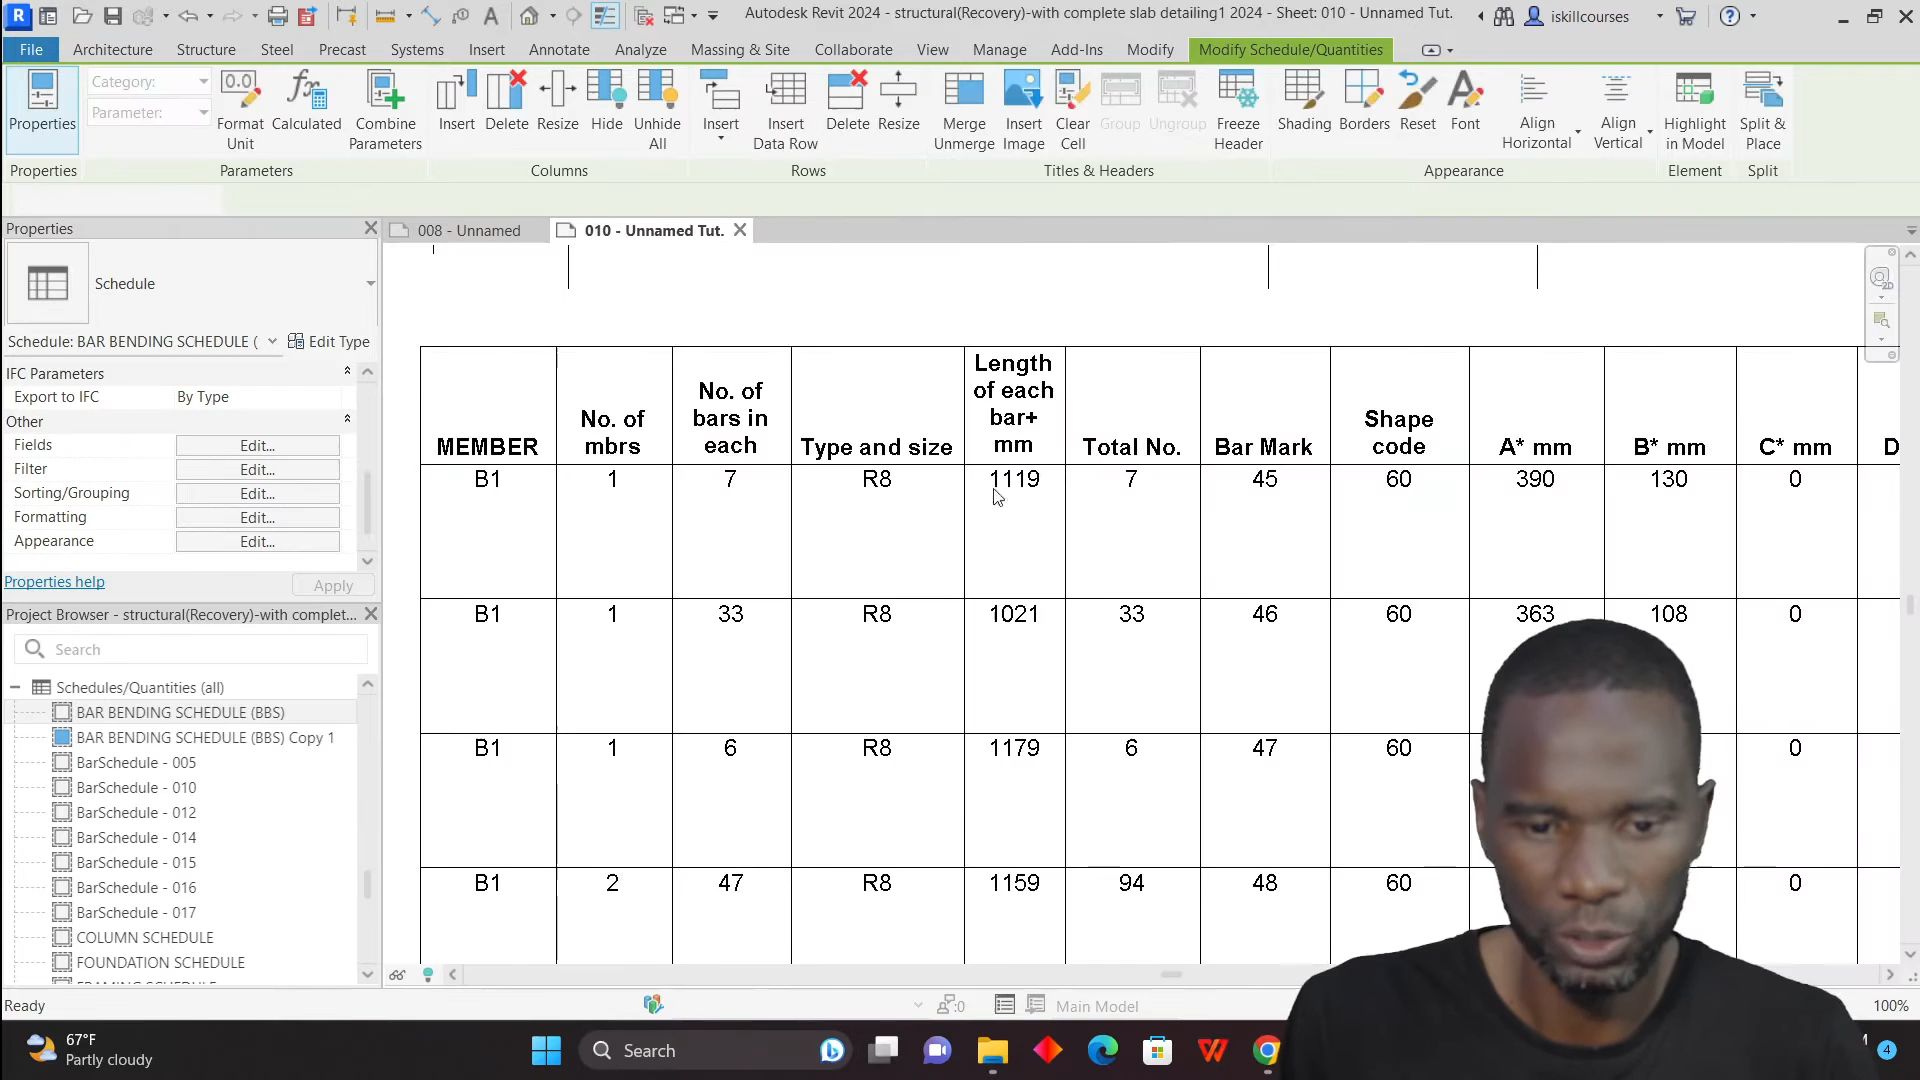 Autodesk Revit 2024 - structural(Recovery)-with complete slab detailing1 2024 - Sheet: 010 - Unnamed Tut.
iskillcourses
File Architecture Structure Steel Precast Systems Insert Annotate Analyze Massing & Site Collaborate View Manage Add-Ins Modify Modify Schedule/Quantities
Category:
Parameter:
Properties
Format Unit
Calculated
Combine Parameters
Insert
Delete
Resize
Hide
Unhide All
Insert
Insert Data Row
Delete
Resize
Merge Unmerge
Insert Image
Clear Cell
Group
Ungroup
Freeze Header
Shading
Borders
Reset
Font
Align Horizontal
Align Vertical
Highlight in Model
Split & Place
Properties Parameters Columns Rows Titles & Headers Appearance Element Split
Properties
Schedule
Schedule: BAR BENDING SCHEDULE (
Edit Type
IFC Parameters
Export to IFC By Type
Other
Fields Edit...
Filter Edit...
Sorting/Grouping Edit...
Formatting Edit...
Appearance Edit...
Properties help
Apply
Project Browser - structural(Recovery)-with complet...
Search
Schedules/Quantities (all)
BAR BENDING SCHEDULE (BBS)
BAR BENDING SCHEDULE (BBS) Copy 1
BarSchedule - 005
BarSchedule - 010
BarSchedule - 012
BarSchedule - 014
BarSchedule - 015
BarSchedule - 016
BarSchedule - 017
COLUMN SCHEDULE
FOUNDATION SCHEDULE
008 - Unnamed
010 - Unnamed Tut.
2D
MEMBER No. of mbrs No. of bars in each Type and size Length of each bar+ mm Total No. Bar Mark Shape code A* mm B* mm C* mm D
B1 1 7 R8 1119 7 45 60 390 130 0
B1 1 33 R8 1021 33 46 60 363 108 0
B1 1 6 R8 1179 6 47 60 0
B1 2 47 R8 1159 94 48 60 0
Ready
:0
Main Model
100%
67°F
Partly cloudy
Search
4